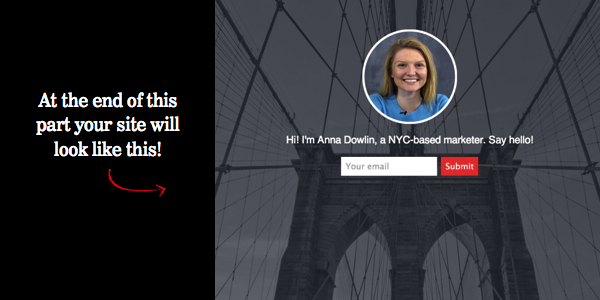 At the end of this
part your site will
look like this!
Hi! I'm Anna Dowlin, a NYC-based marketer. Say hello!
Your email
Submit